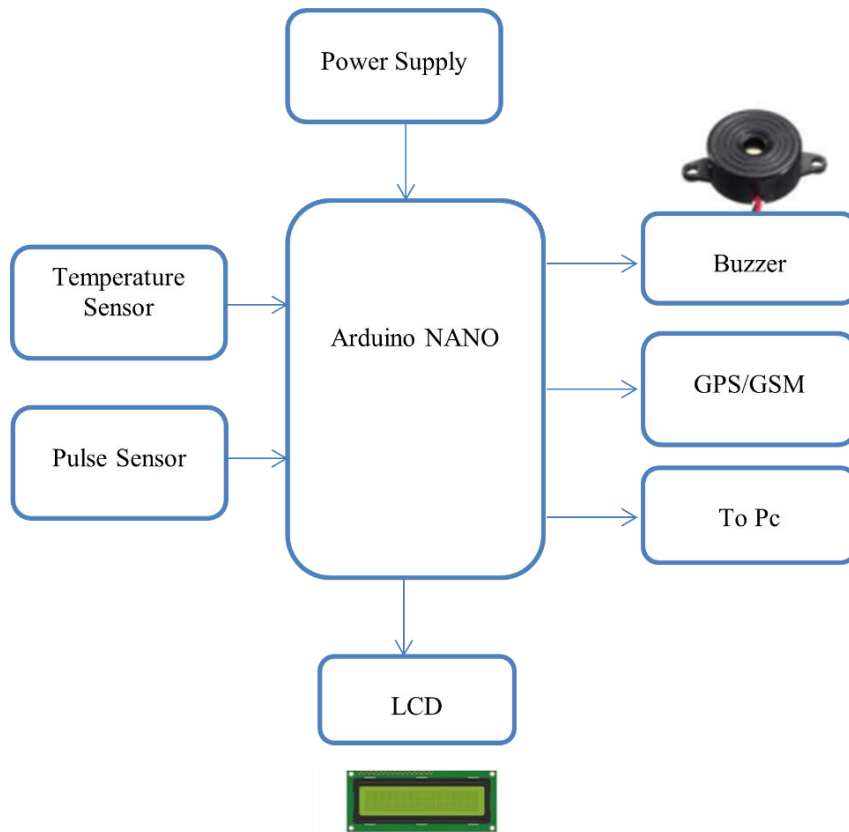 Power Supply
Temperature
Sensor
Pulse Sensor
Arduino NANO
Buzzer
GPS/GSM
To Pc
LCD